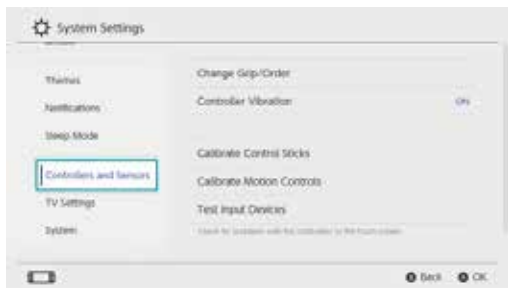 System Settings
Themes
Notifications
Sleep Mode
Controllers and Sensors
TV Settings
System
Change Grip/Order
Controller Vibration
ON
Calibrate Control Sticks
Calibrate Motion Controls
Test Input Devices
Back
OK